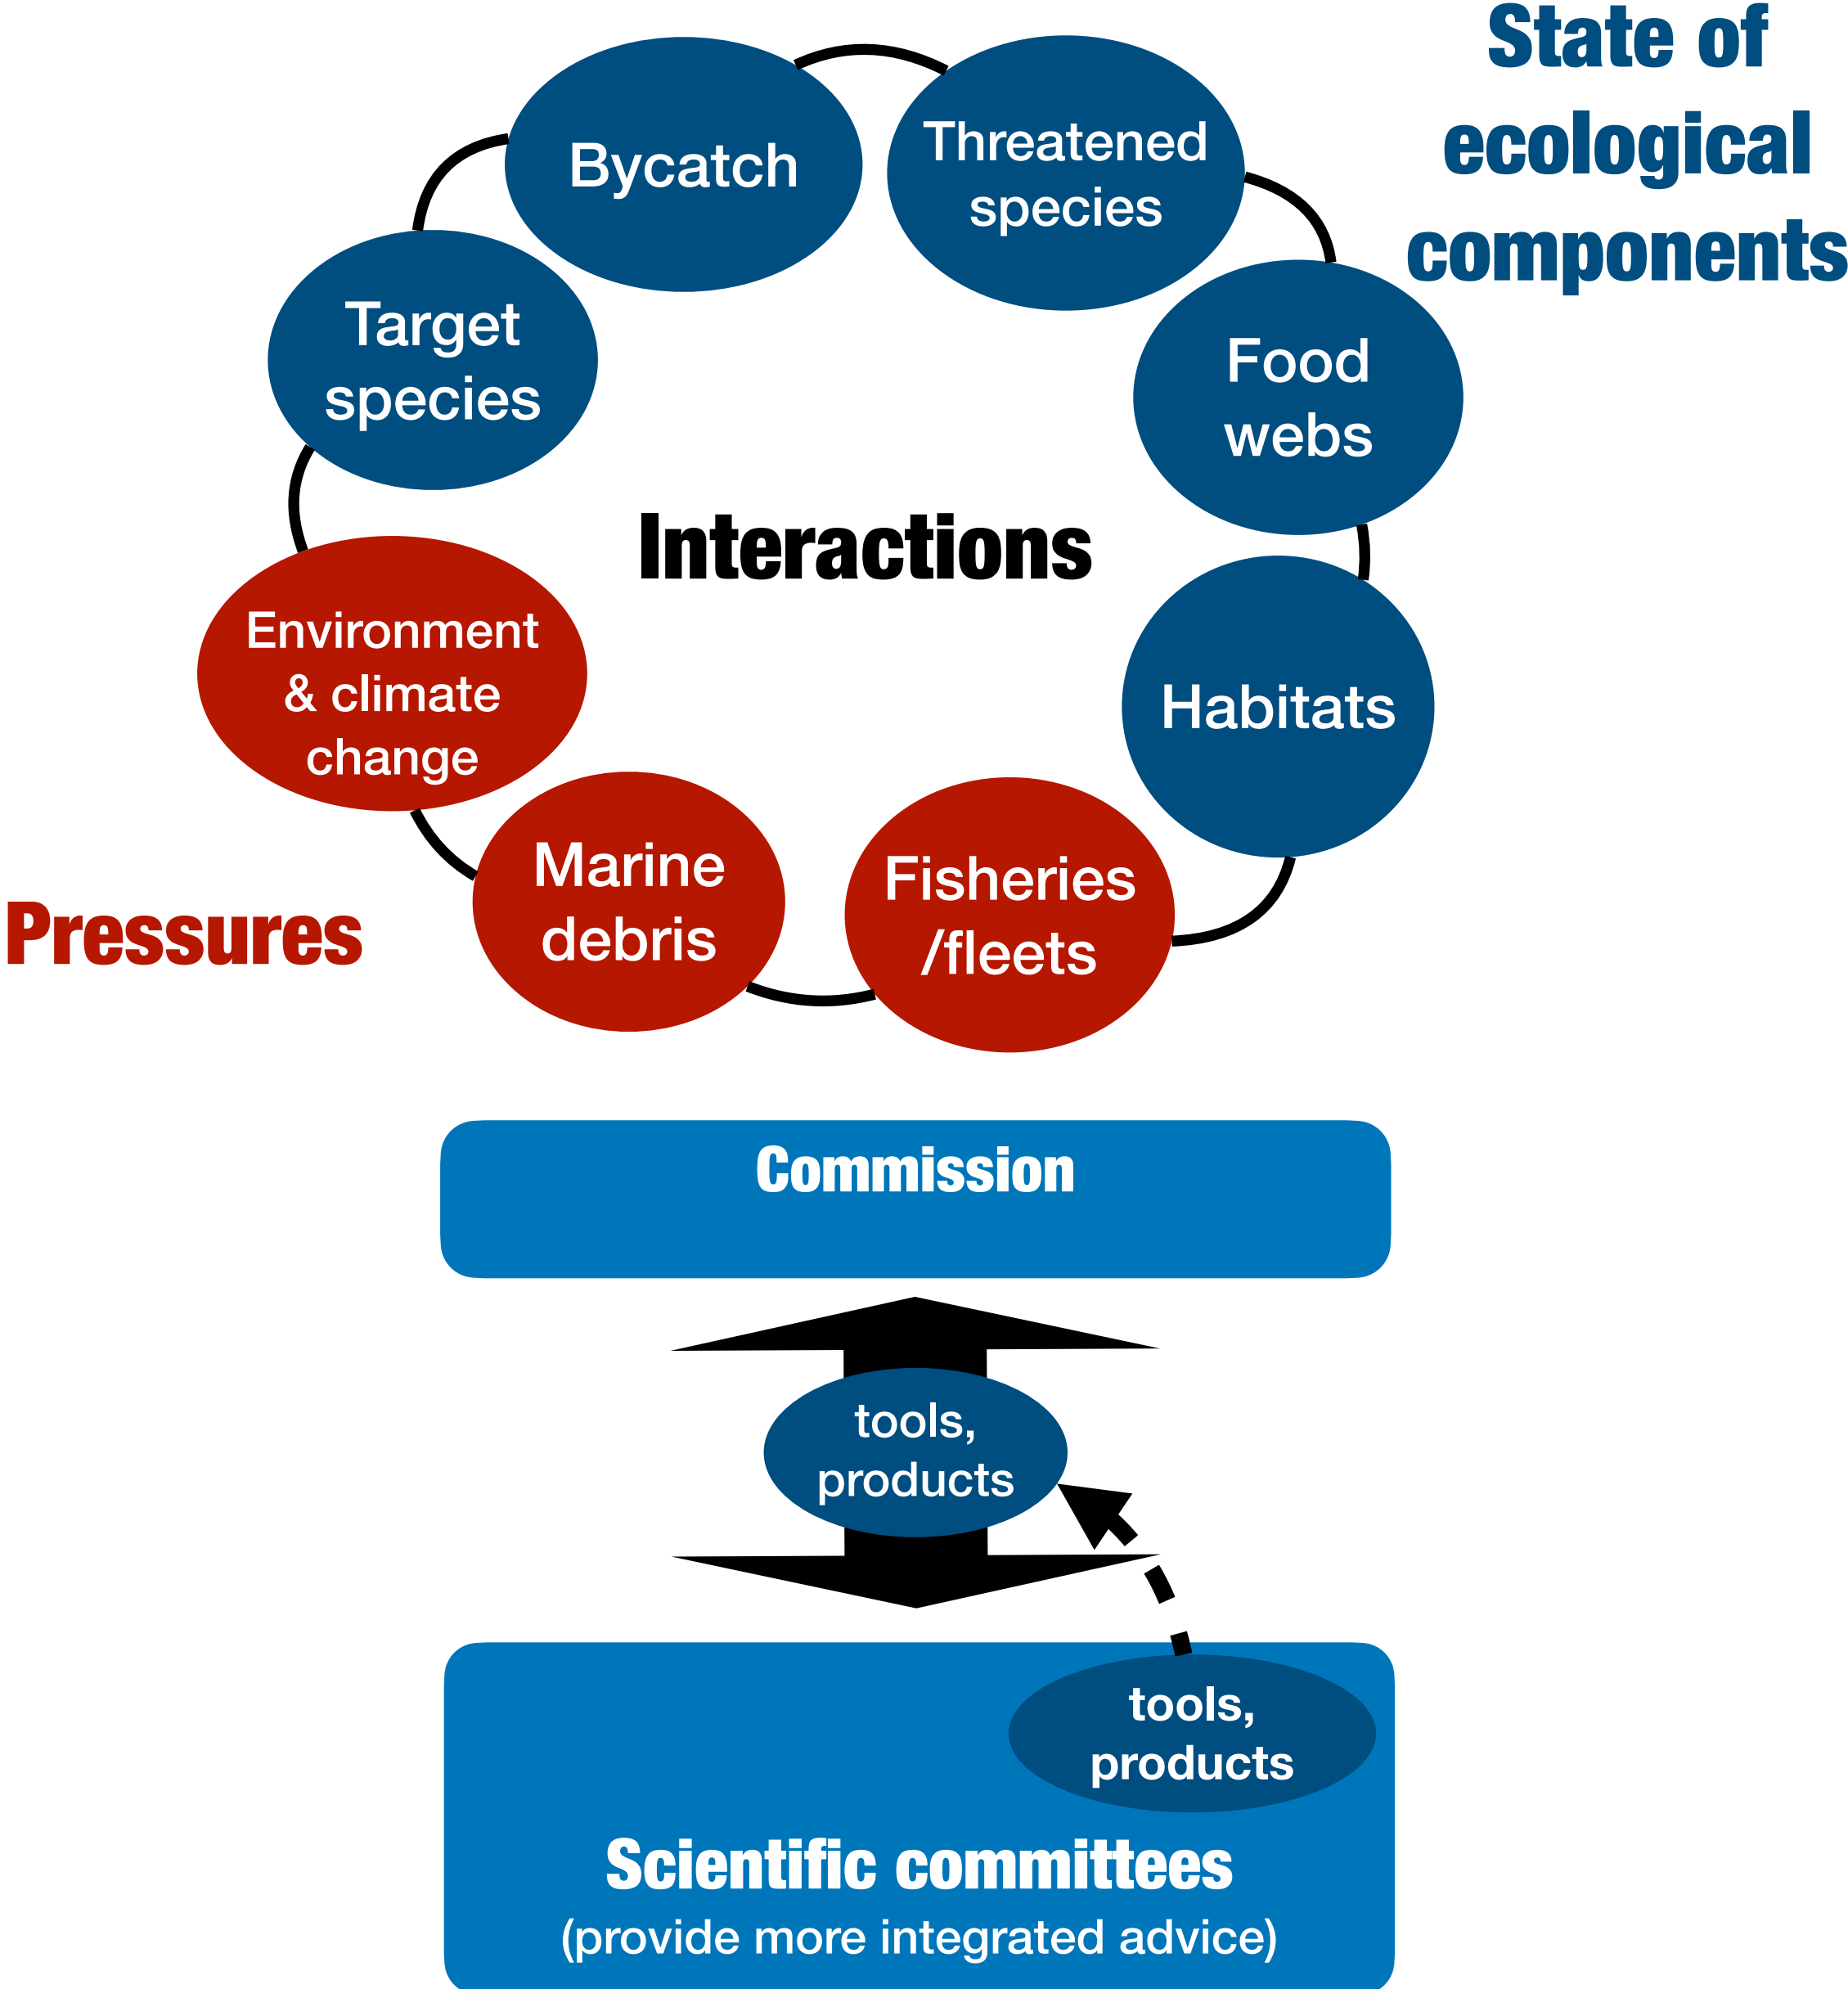 State of
ecological
components
Bycatch
Threatened
species
Target
species
Food
webs
Interactions
Environment
& climate
change
Habitats
Marine
debris
Fisheries
/fleets
Pressures
Commission
tools,
products
tools,
products
Scientific committees
(provide more integrated advice)